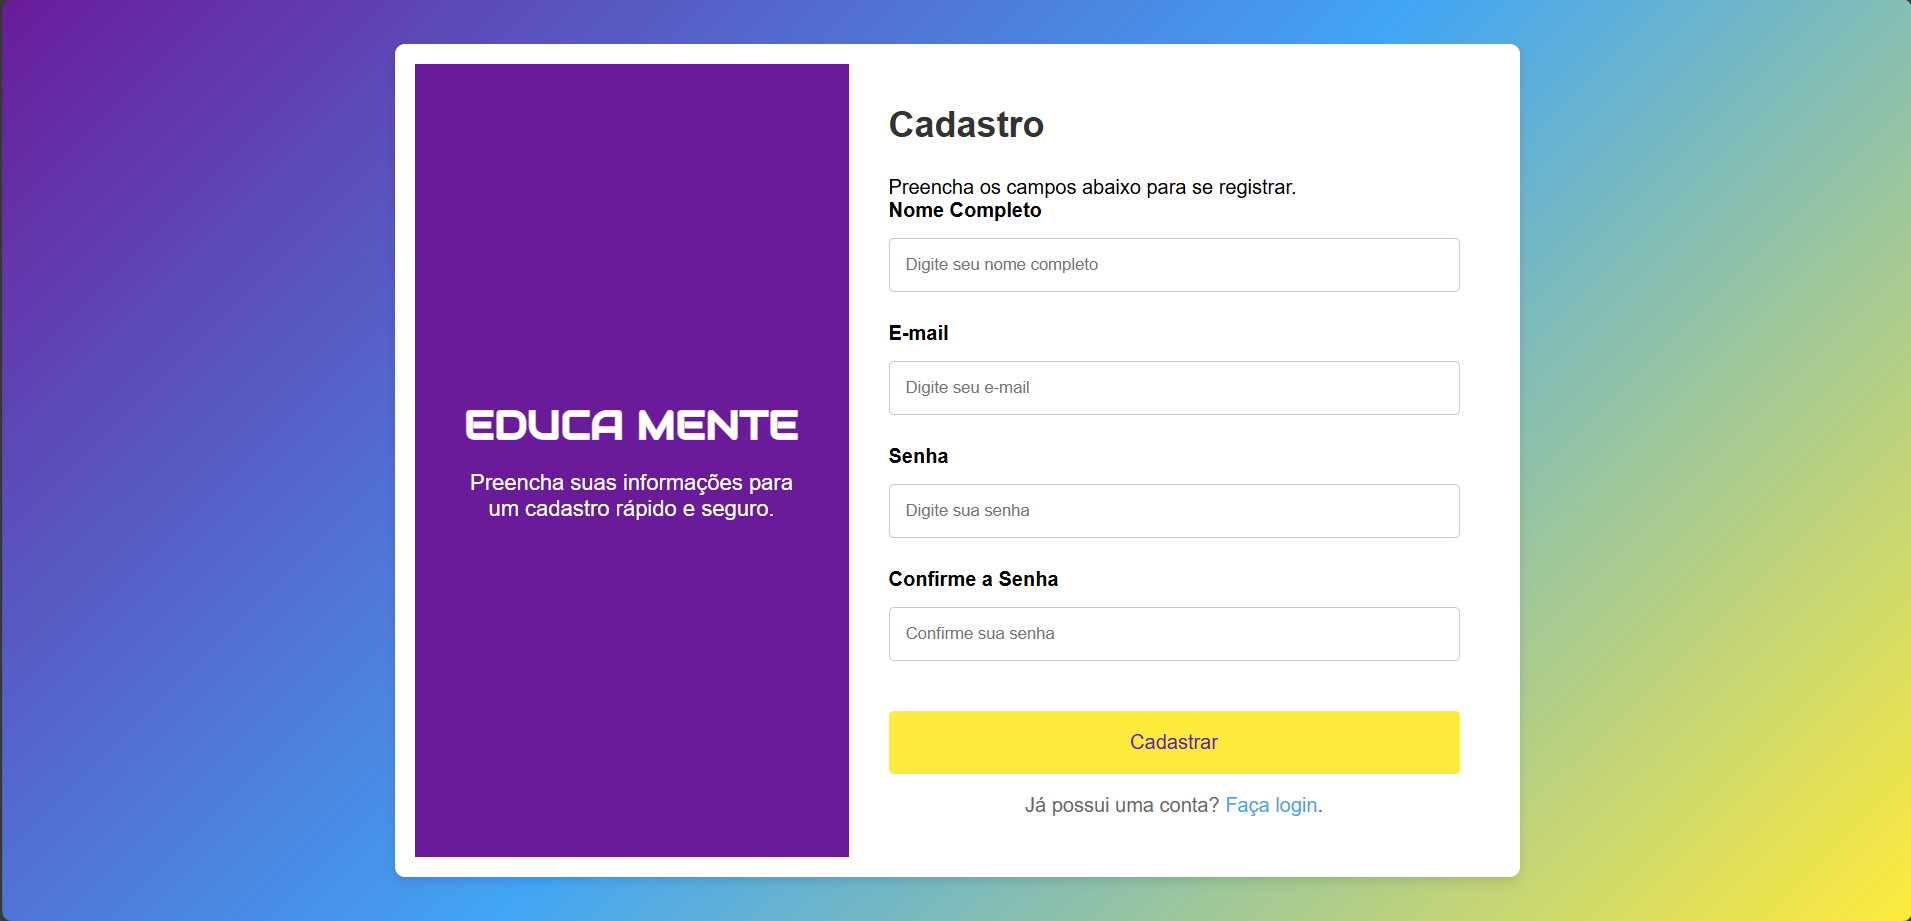 EDUCA MENTE
Preencha suas informações para
um cadastro rápido e seguro.
Cadastro
Preencha os campos abaixo para se registrar.
Nome Completo
Digite seu nome completo
E-mail
Digite seu e-mail
Senha
Digite sua senha
Confirme a Senha
Confirme sua senha
Cadastrar
Já possui uma conta? Faça login.